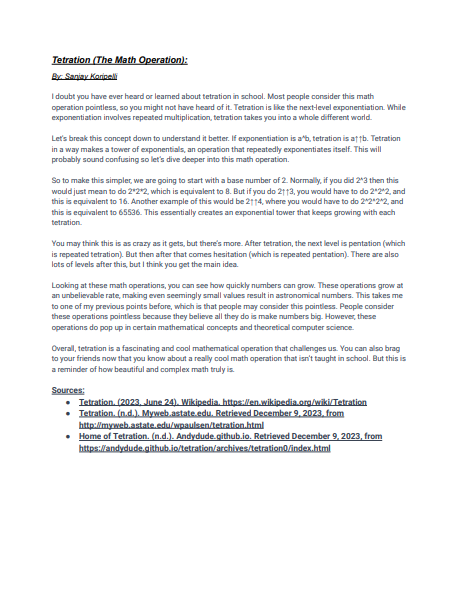 Tetration (The Math Operation):
By: Sanjay Koripelli
I doubt you have ever heard or learned about tetration in school. Most people consider this math
operation pointless, so you might not have heard of it. Tetration is like the next-level exponentiation. While
exponentiation involves repeated multiplication, tetration takes you into a whole different world.
Let's break this concept down to understand it better. If exponentiation is a^b, tetration is a↑↑b. Tetration
in a way makes a tower of exponentials, an operation that repeatedly exponentiates itself. This will
probably sound confusing so let's dive deeper into this math operation.
So to make this simpler, we are going to start with a base number of 2. Normally, if you did 2^3 then this
would just mean to do 2*2*2, which is equivalent to 8. But if you do 2↑↑3, you would have to do 2^2^2, and
this is equivalent to 16. Another example of this would be 2↑↑4, where you would have to do 2^2^2^2, and
this is equivalent to 65536. This essentially creates an exponential tower that keeps growing with each
tetration.
You may think this is as crazy as it gets, but there's more. After tetration, the next level is pentation (which
is repeated tetration). But then after that comes hesitation (which is repeated pentation). There are also
lots of levels after this, but I think you get the main idea.
Looking at these math operations, you can see how quickly numbers can grow. These operations grow at
an unbelievable rate, making even seemingly small values result in astronomical numbers. This takes me
to one of my previous points before, which is that people may consider this pointless. People consider
these operations pointless because they believe all they do is make numbers big. However, these
operations do pop up in certain mathematical concepts and theoretical computer science.
Overall, tetration is a fascinating and cool mathematical operation that challenges us. You can also brag
to your friends now that you know about a really cool math operation that isn't taught in school. But this is
a reminder of how beautiful and complex math truly is.
Sources:
● Tetration. (2023, June 24). Wikipedia. https://en.wikipedia.org/wiki/Tetration
● Tetration. (n.d.). Myweb.astate.edu. Retrieved December 9, 2023, from
http://myweb.astate.edu/wpaulsen/tetration.html
● Home of Tetration. (n.d.). Andydude.github.io. Retrieved December 9, 2023, from
https://andydude.github.io/tetration/archives/tetration0/index.html